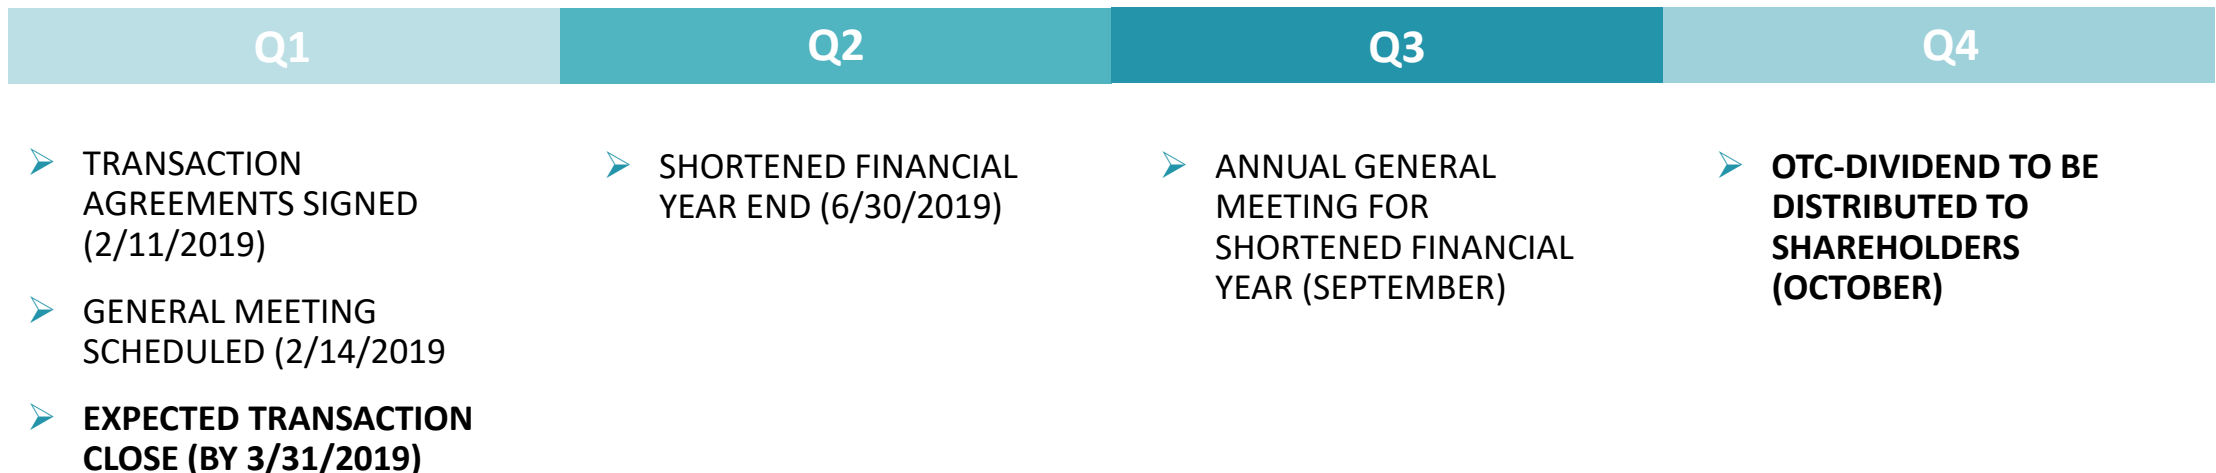 Q1
Q2
Q3
Q4
TRANSACTION
AGREEMENTS SIGNED
(2/11/2019)
GENERAL MEETING
SCHEDULED (2/14/2019
EXPECTED TRANSACTION
CLOSE (BY 3/31/2019)
SHORTENED FINANCIAL
YEAR END (6/30/2019)
ANNUAL GENERAL
MEETING FOR
SHORTENED FINANCIAL
YEAR (SEPTEMBER)
OTC-DIVIDEND TO BE
DISTRIBUTED TO
SHAREHOLDERS
(OCTOBER)